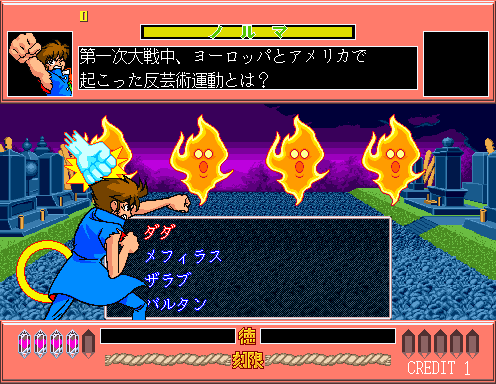 0
ノルマ
第一次大戦中、ヨーロッパとアメリカで
起こった反芸術運動とは？
ダダ
メフィラス
ザラブ
バルタン
徳
刻限
CREDIT 1